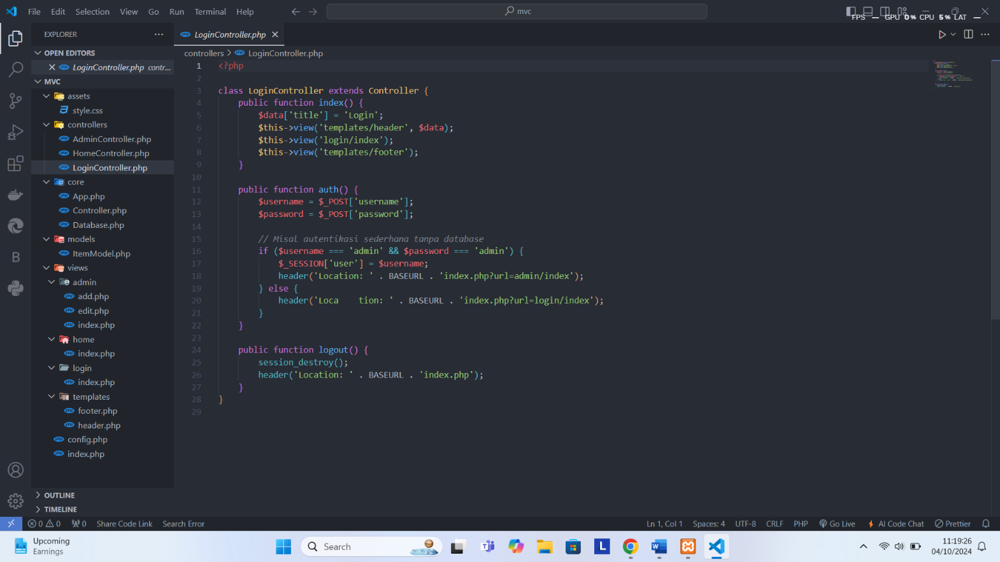 File Edit Selection View Go Run Terminal Help
mvc
FPS — GPU 0 % CPU 5 % LAT —
EXPLORER
LoginController.php
OPEN EDITORS
LoginController.php contr...
MVC
assets
style.css
controllers
AdminController.php
HomeController.php
LoginController.php
core
App.php
Controller.php
Database.php
models
ItemModel.php
views
admin
add.php
edit.php
index.php
home
index.php
login
index.php
templates
footer.php
header.php
config.php
index.php
OUTLINE
TIMELINE
controllers > LoginController.php
1 <?php
2
3 class LoginController extends Controller {
4     public function index() {
5         $data['title'] = 'Login';
6         $this->view('templates/header', $data);
7         $this->view('login/index');
8         $this->view('templates/footer');
9     }
10
11     public function auth() {
12         $username = $_POST['username'];
13         $password = $_POST['password'];
14
15         // Misal autentikasi sederhana tanpa database
16         if ($username === 'admin' && $password === 'admin') {
17             $_SESSION['user'] = $username;
18             header('Location: ' . BASEURL . 'index.php?url=admin/index');
19         } else {
20             header('Loca    tion: ' . BASEURL . 'index.php?url=login/index');
21         }
22     }
23
24     public function logout() {
25         session_destroy();
26         header('Location: ' . BASEURL . 'index.php');
27     }
28 }
29
0 0 0 Share Code Link Search Error
Ln 1, Col 1 Spaces: 4 UTF-8 CRLF PHP Go Live AI Code Chat Prettier
Upcoming
Earnings
Search
11:19:26
04/10/2024